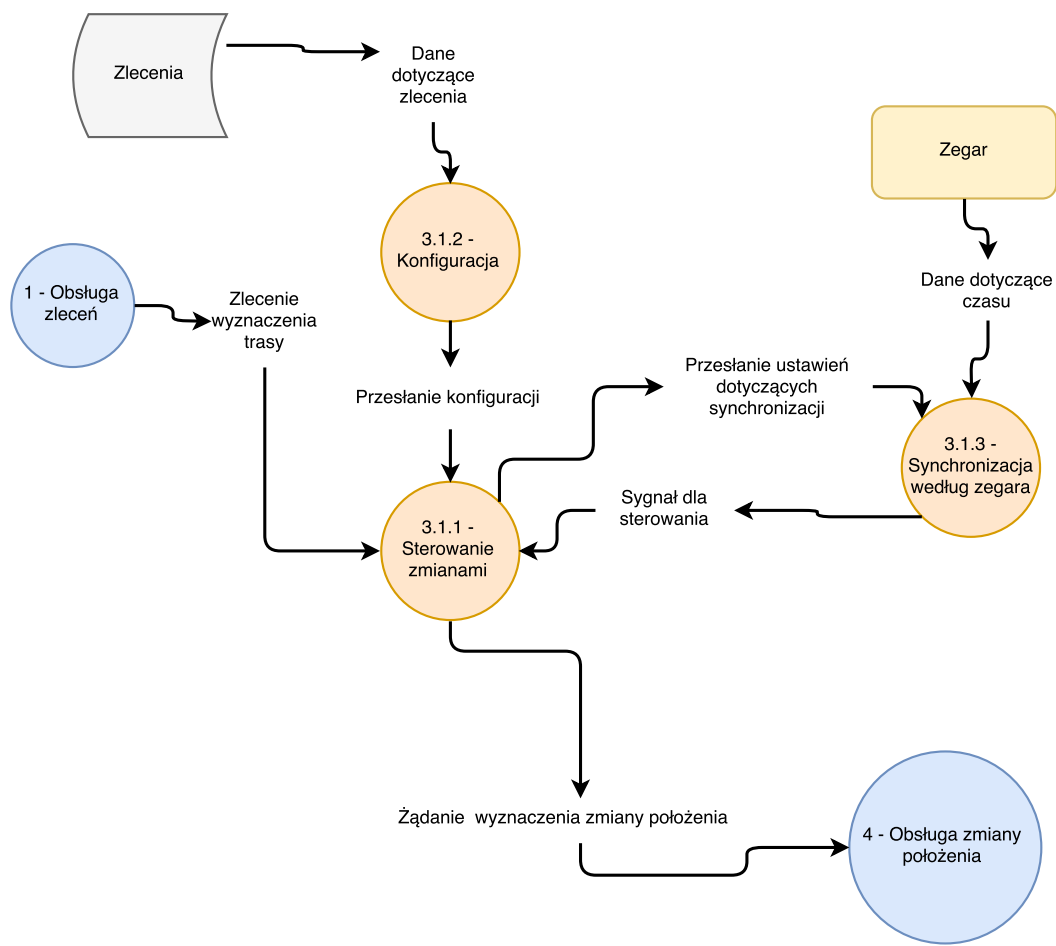 Zlecenia
Dane
dotyczące
zlecenia
Zegar
3.1.2 -
Konfiguracja
1 - Obsługa
zleceń
Zlecenie
wyznaczenia
trasy
Dane dotyczące
czasu
Przesłanie konfiguracji
Przesłanie ustawień
dotyczących
synchronizacji
3.1.3 -
Synchronizacja
według zegara
Sygnał dla
sterowania
3.1.1 -
Sterowanie
zmianami
Żądanie  wyznaczenia zmiany położenia
4 - Obsługa zmiany
położenia